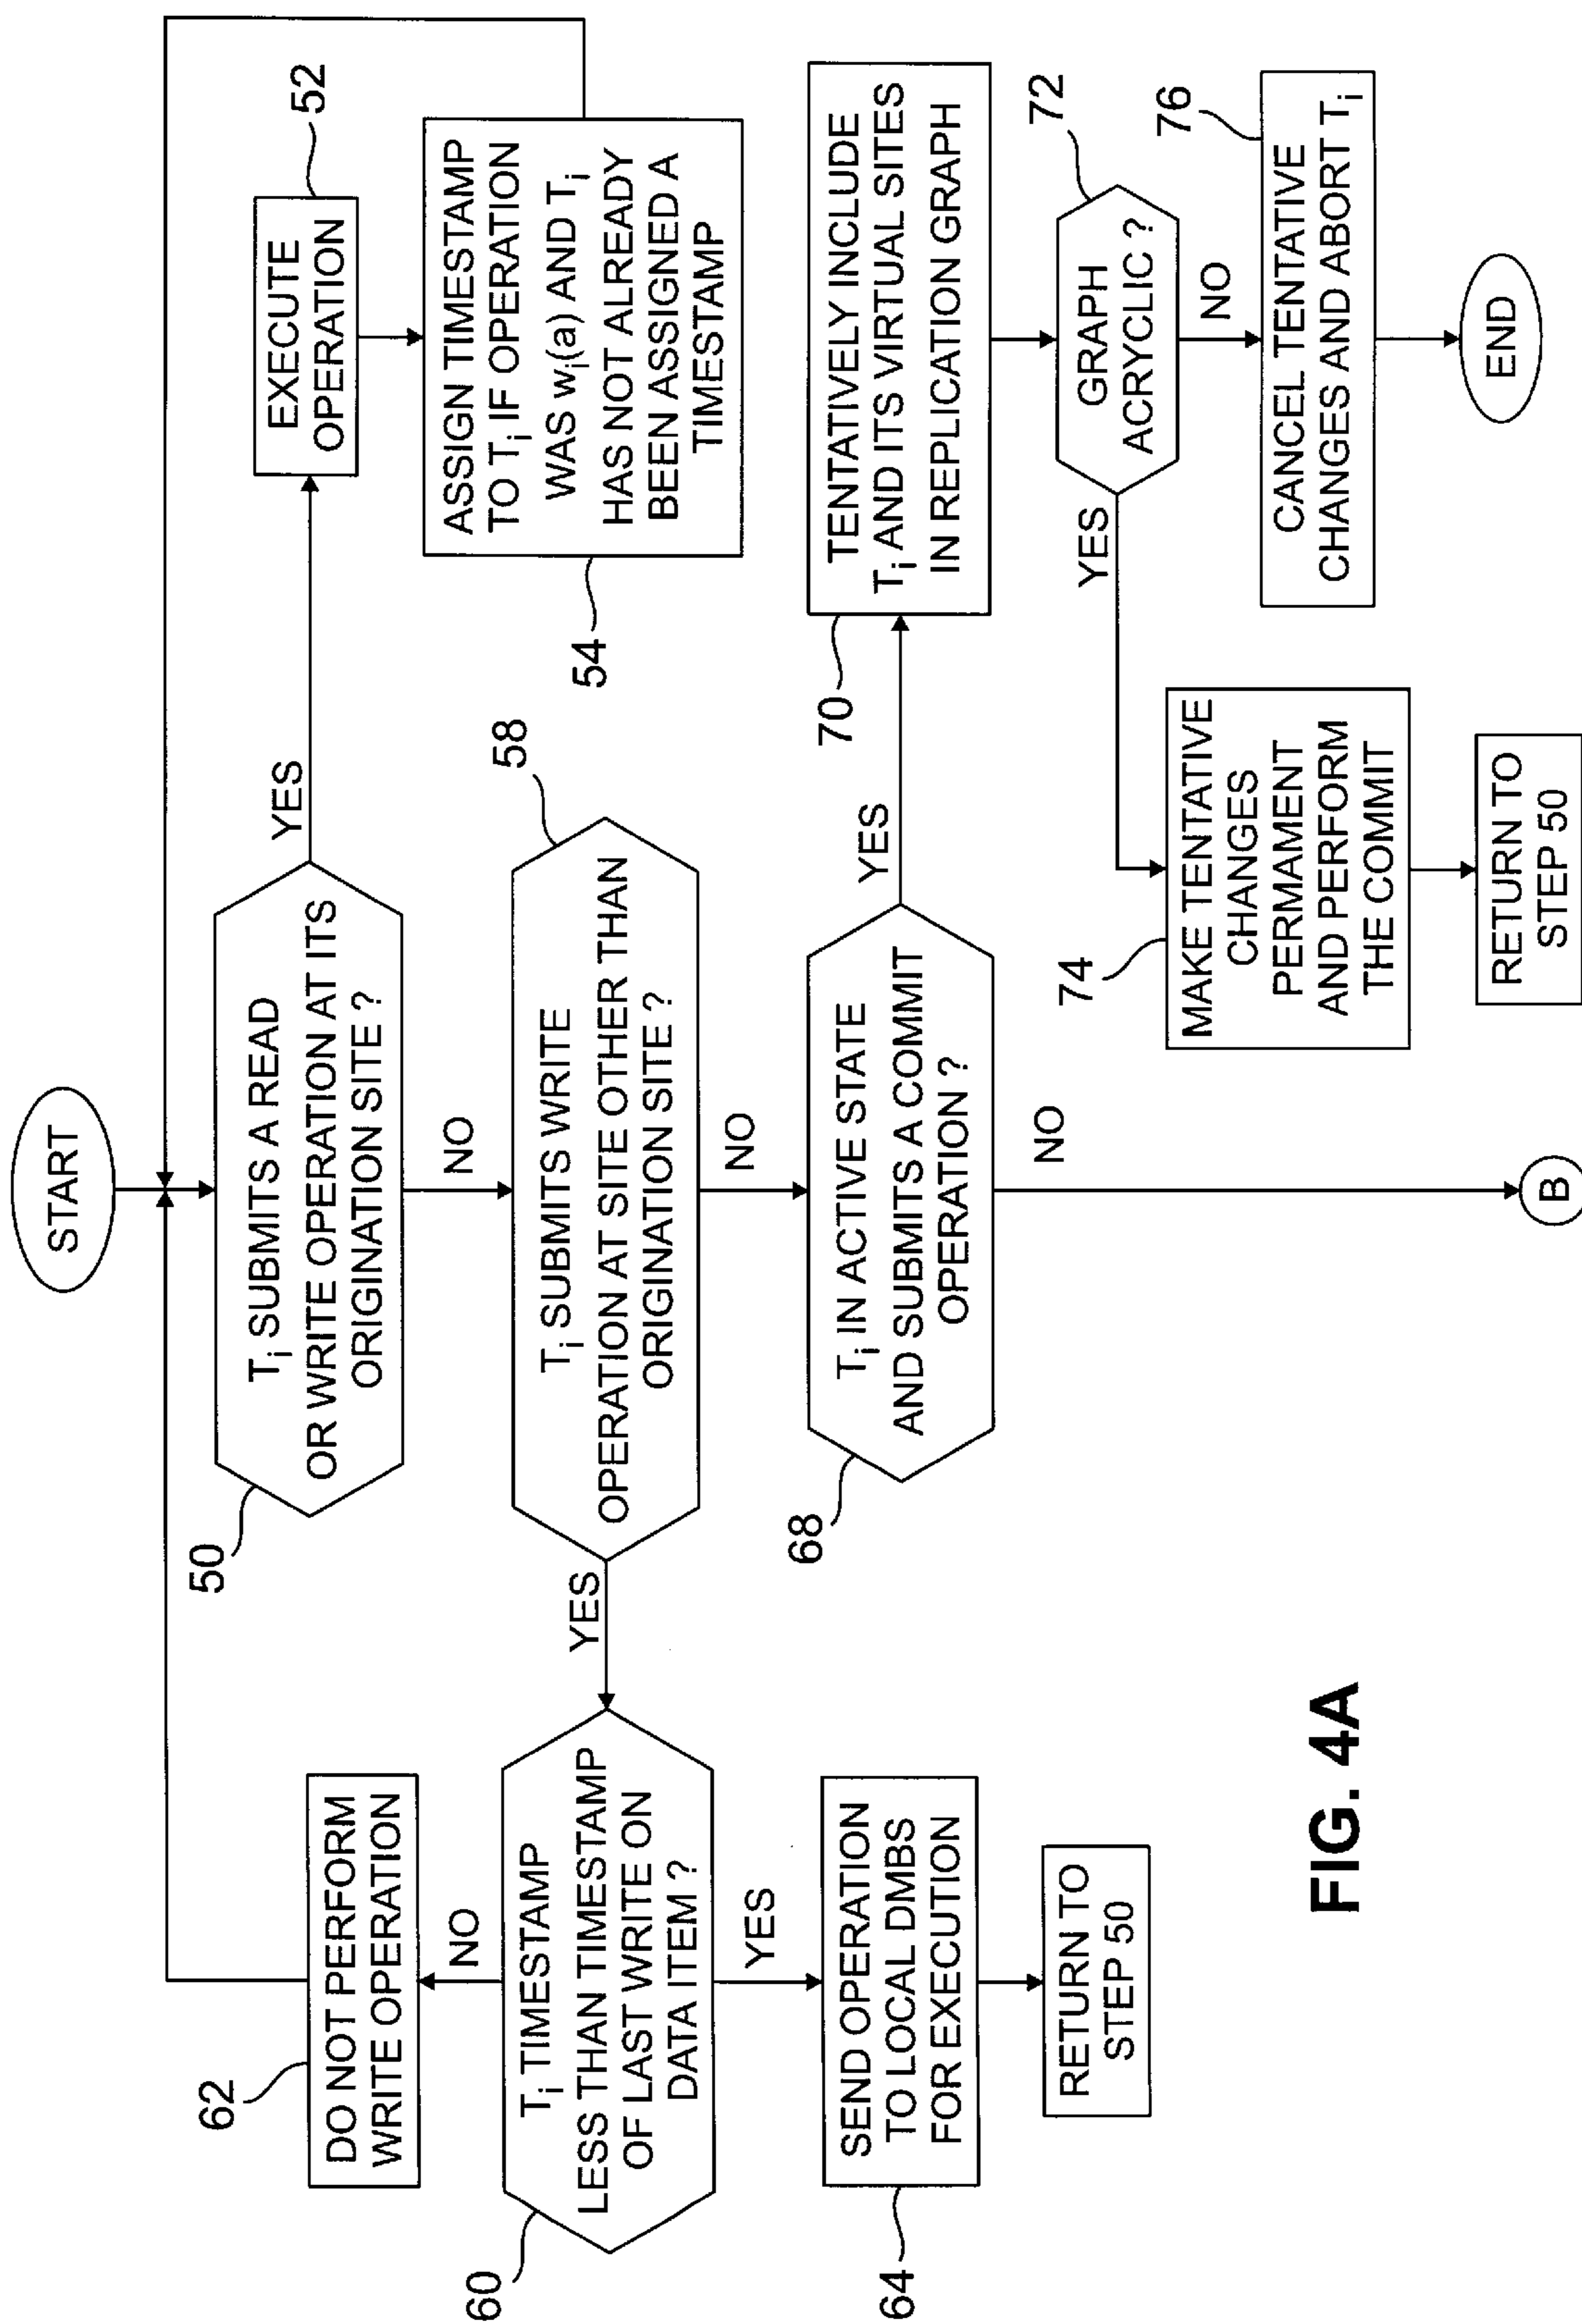 START
50
Ti SUBMITS A READ
OR WRITE OPERATION AT ITS
ORIGINATION SITE ?
YES
EXECUTE
OPERATION
52
ASSIGN TIMESTAMP
TO Ti IF OPERATION
WAS wi(a) AND Ti
HAS NOT ALREADY
BEEN ASSIGNED A
TIMESTAMP
54
NO
58
Ti SUBMITS WRITE
OPERATION AT SITE OTHER THAN
ORIGINATION SITE ?
YES
62
DO NOT PERFORM
WRITE OPERATION
NO
60
Ti TIMESTAMP
LESS THAN TIMESTAMP
OF LAST WRITE ON
DATA ITEM ?
YES
64
SEND OPERATION
TO LOCAL DMBS
FOR EXECUTION
RETURN TO
STEP 50
NO
68
Ti IN ACTIVE STATE
AND SUBMITS A COMMIT
OPERATION ?
YES
70
TENTATIVELY INCLUDE
Ti AND ITS VIRTUAL SITES
IN REPLICATION GRAPH
72
GRAPH
ACRYCLIC ?
YES
74
MAKE TENTATIVE
CHANGES
PERMAMENT
AND PERFORM
THE COMMIT
RETURN TO
STEP 50
NO
76
CANCEL TENTATIVE
CHANGES AND ABORT Ti
END
NO
B
FIG. 4A